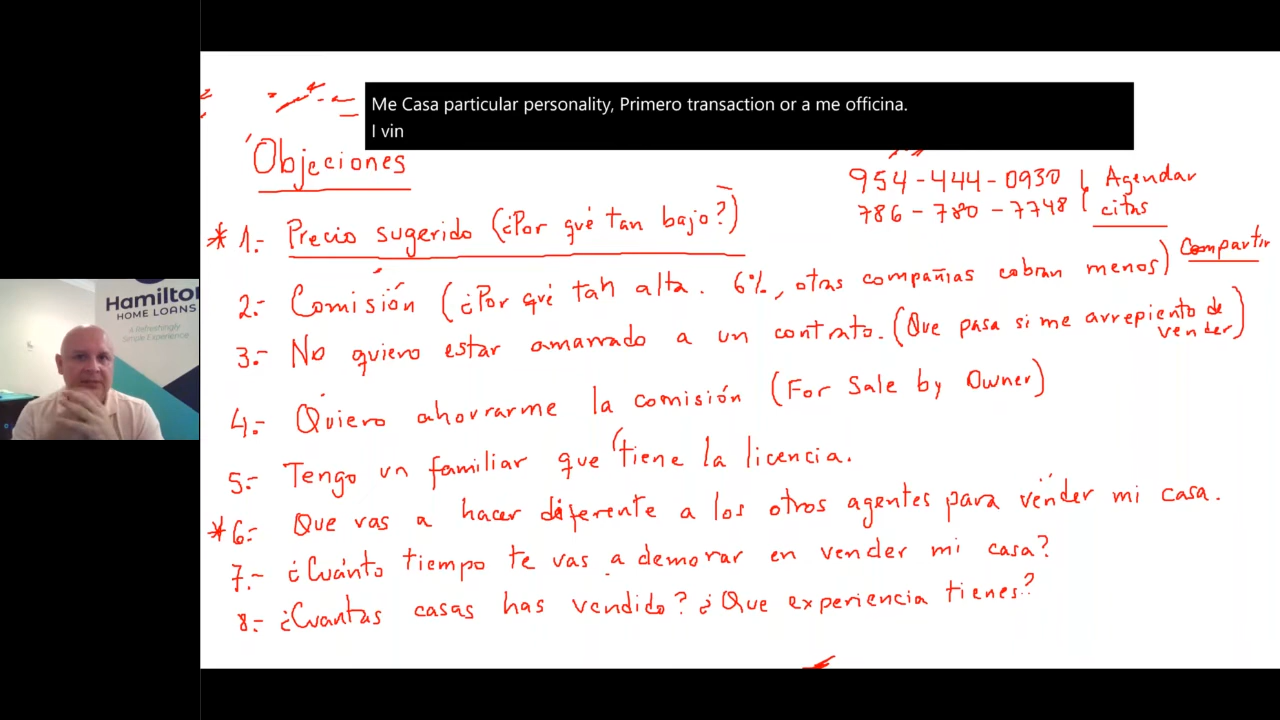 Me Casa particular personality, Primero transaction or a me officina.
I vin
Objeciones
954-444-0930 Agendar
786-780-7748 citas
* 1.- Precio sugerido (¿Por qué tan bajo?)
Compartir
2.- Comisión (¿Por qué tan alta. 6%, otras compañias cobran menos)
3.- No quiero estar amarrado a un contrato. (Que pasa si me arrepiento de vender)
4.- Quiero ahorrarme la comisión (For Sale by Owner)
5.- Tengo un familiar que tiene la licencia.
* 6.- Que vas a hacer diferente a los otros agentes para vender mi casa.
7.- ¿Cuánto tiempo te vas a demorar en vender mi casa?
8.- ¿Cuantas casas has vendido? ¿Que experiencia tienes?
Hamilton
HOME LOANS
A Refreshingly
Simple Experience